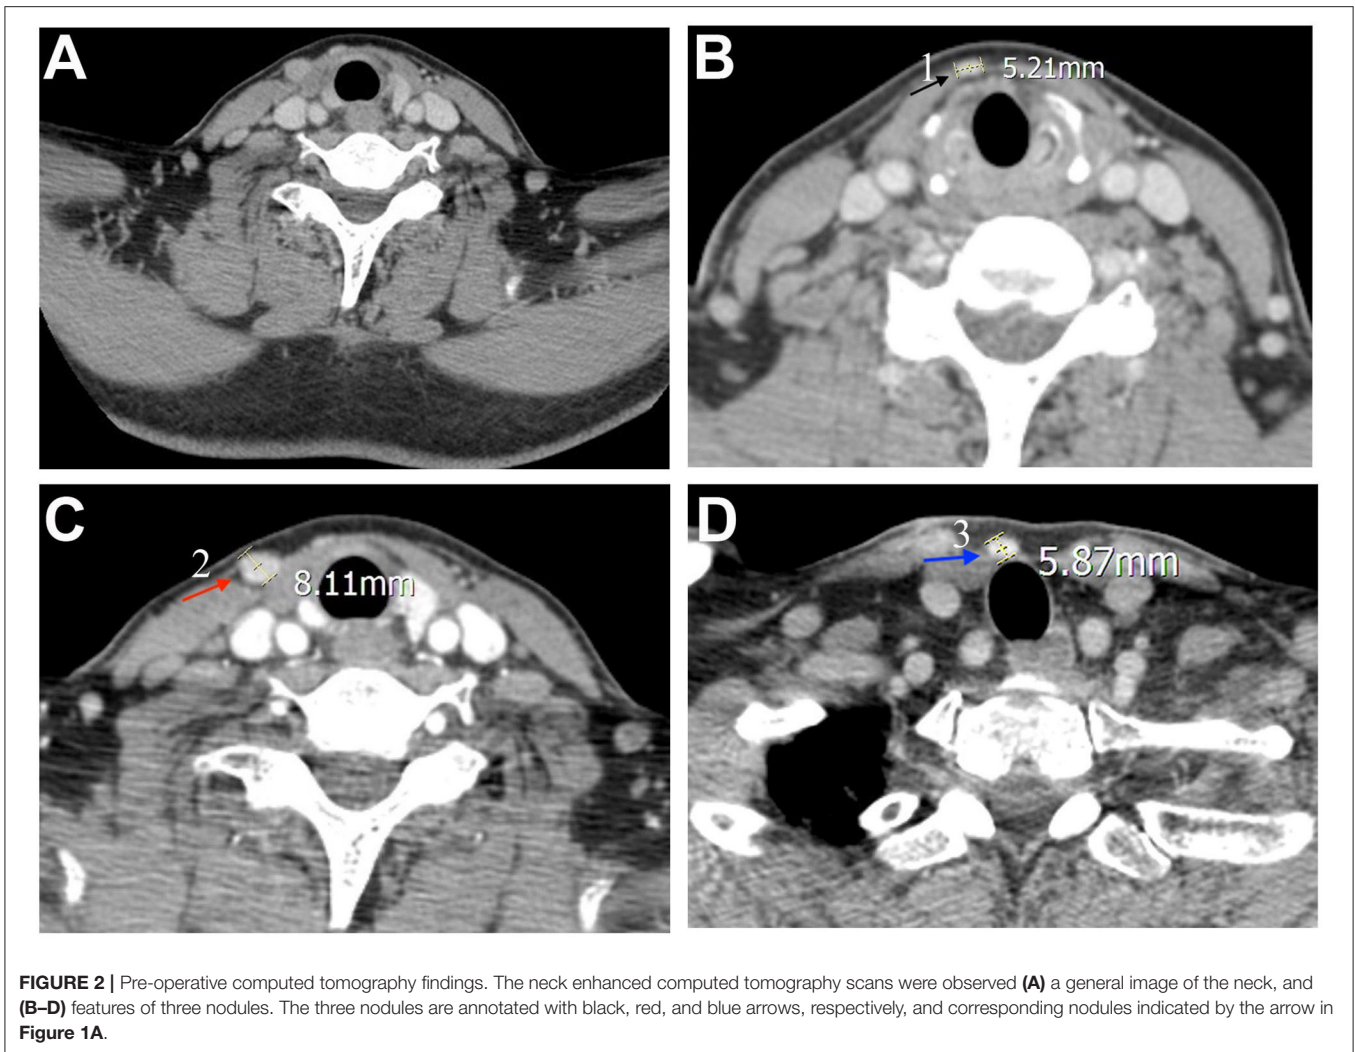 A
B
1
5.21mm
C
2
8.11mm
D
3
5.87mm
FIGURE 2 | Pre-operative computed tomography findings. The neck enhanced computed tomography scans were observed (A) a general image of the neck, and
(B–D) features of three nodules. The three nodules are annotated with black, red, and blue arrows, respectively, and corresponding nodules indicated by the arrow in
Figure 1A.